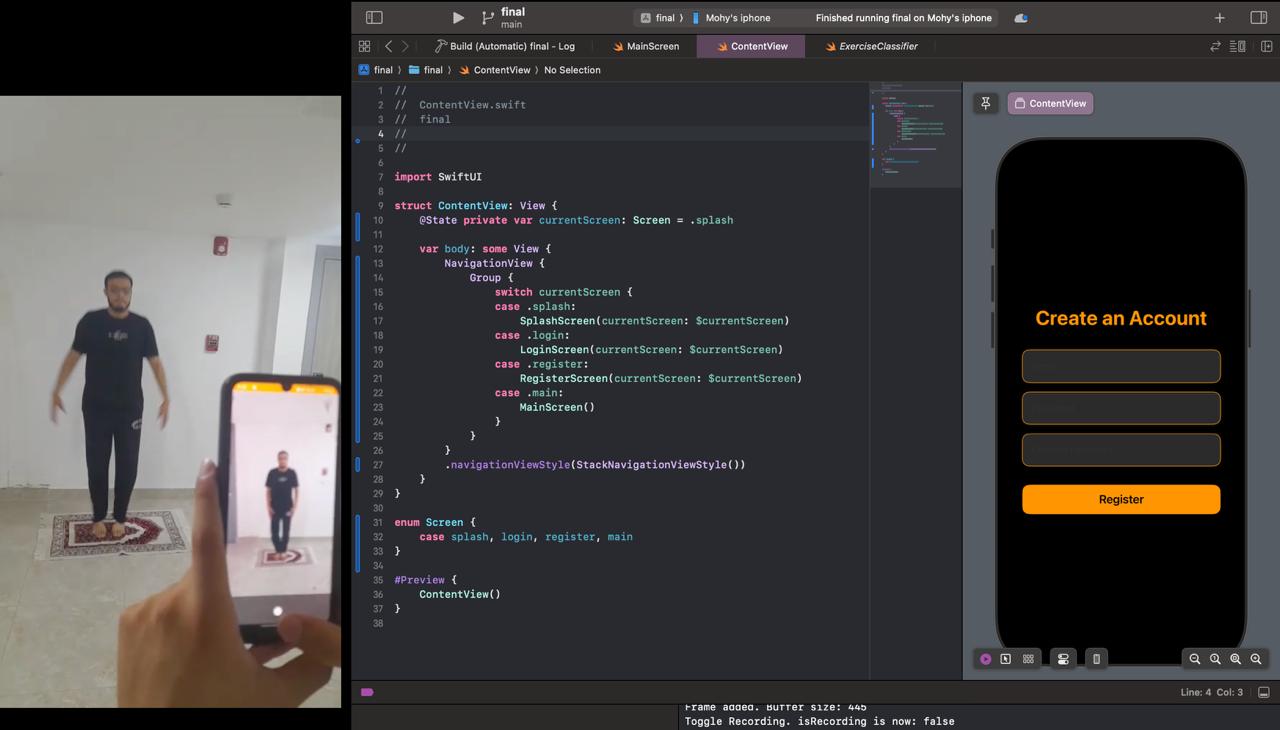 final
main
final
Mohy's iphone
Finished running final on Mohy's iphone
Build (Automatic) final - Log
MainScreen
ContentView
ExerciseClassifier
final
final
ContentView
No Selection
1 //
2 //  ContentView.swift
3 //  final
4 //
5 //
6
7 import SwiftUI
8
9 struct ContentView: View {
10     @State private var currentScreen: Screen = .splash
11
12     var body: some View {
13         NavigationView {
14             Group {
15                 switch currentScreen {
16                 case .splash:
17                     SplashScreen(currentScreen: $currentScreen)
18                 case .login:
19                     LoginScreen(currentScreen: $currentScreen)
20                 case .register:
21                     RegisterScreen(currentScreen: $currentScreen)
22                 case .main:
23                     MainScreen()
24                 }
25             }
26         }
27         .navigationViewStyle(StackNavigationViewStyle())
28     }
29 }
30
31 enum Screen {
32     case splash, login, register, main
33 }
34
35 #Preview {
36     ContentView()
37 }
38
ContentView
Create an Account
Register
Line: 4  Col: 3
Frame added. Buffer size: 445
Toggle Recording. isRecording is now: false